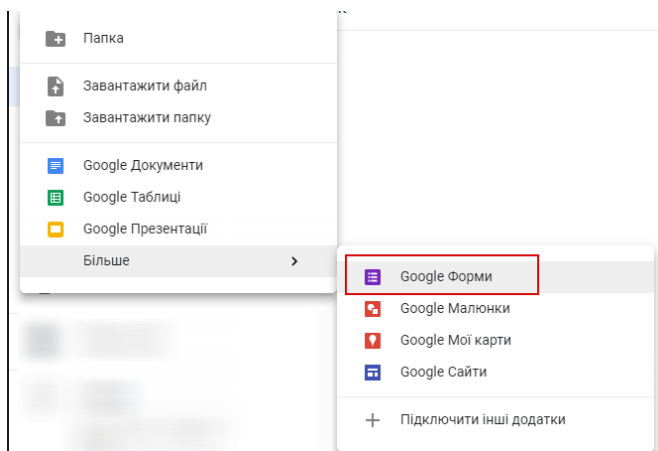 Папка
Завантажити файл
Завантажити папку
Google Документи
Google Таблиці
Google Презентації
Більше
Google Форми
Google Малюнки
Google Мої карти
Google Сайти
Підключити інші додатки